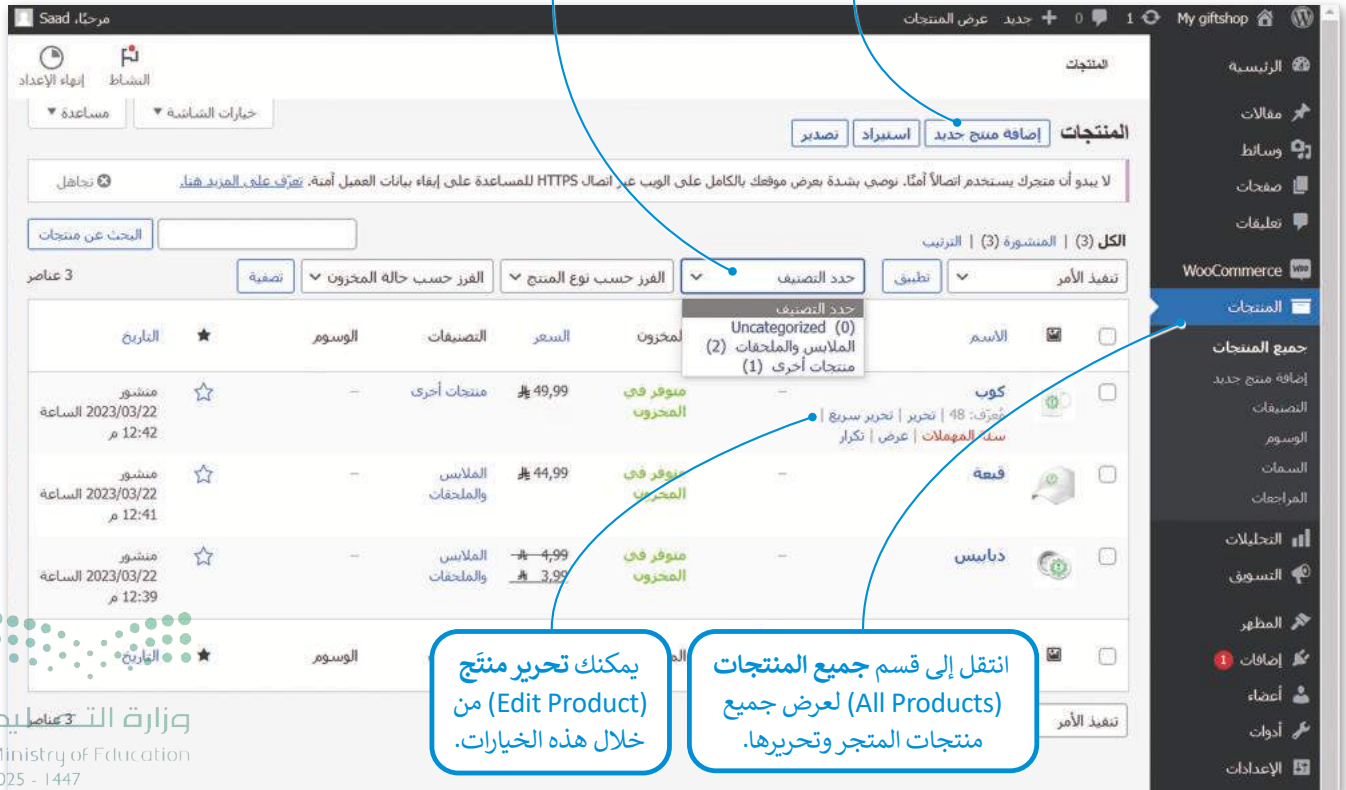 My giftshop 1 0 جديد عرض المنتجات مرحبًا، Saad
المنتجات
النشاط
إنهاء الإعداد
خيارات الشاشة
مساعدة
المنتجات إضافة منتج جديد استيراد تصدير
لا يبدو أن متجرك يستخدم اتصالاً آمنًا. نوصي بشدة بعرض موقعك بالكامل على الويب عبر اتصال HTTPS للمساعدة على إبقاء بيانات العميل آمنة. تعرّف على المزيد هنا. تجاهل
الكل (3) | المنشورة (3) | الترتيب
البحث عن منتجات
تنفيذ الأمر تطبيق حدد التصنيف الفرز حسب نوع المنتج الفرز حسب حالة المخزون تصفية 3 عناصر
حدد التصنيف
Uncategorized (0)
الملابس والملحقات (2)
منتجات أخرى (1)
الاسم المخزون السعر التصنيفات الوسوم التاريخ
كوب – متوفر في المخزون 49,99 منتجات أخرى – منشور
2023/03/22 الساعة
12:42 م
مُعرّف: 48 | تحرير | تحرير سريع |
سلة المهملات | عرض | تكرار
قبعة – متوفر في المخزون 44,99 الملابس والملحقات – منشور
2023/03/22 الساعة
12:41 م
دبابيس – متوفر في المخزون 4,99 3,99 الملابس والملحقات – منشور
2023/03/22 الساعة
12:39 م
الوسوم التاريخ
تنفيذ الأمر
3 عناصر
الرئيسية
مقالات
وسائط
صفحات
تعليقات
WooCommerce
المنتجات
جميع المنتجات
إضافة منتج جديد
التصنيفات
الوسوم
السمات
المراجعات
التحليلات
التسويق
المظهر
إضافات 1
أعضاء
أدوات
الإعدادات
انتقل إلى قسم جميع المنتجات
(All Products) لعرض جميع
منتجات المتجر وتحريرها.
يمكنك تحرير منتَج
(Edit Product) من
خلال هذه الخيارات.
وزارة التعليم
Ministry of Education
2025 - 1447